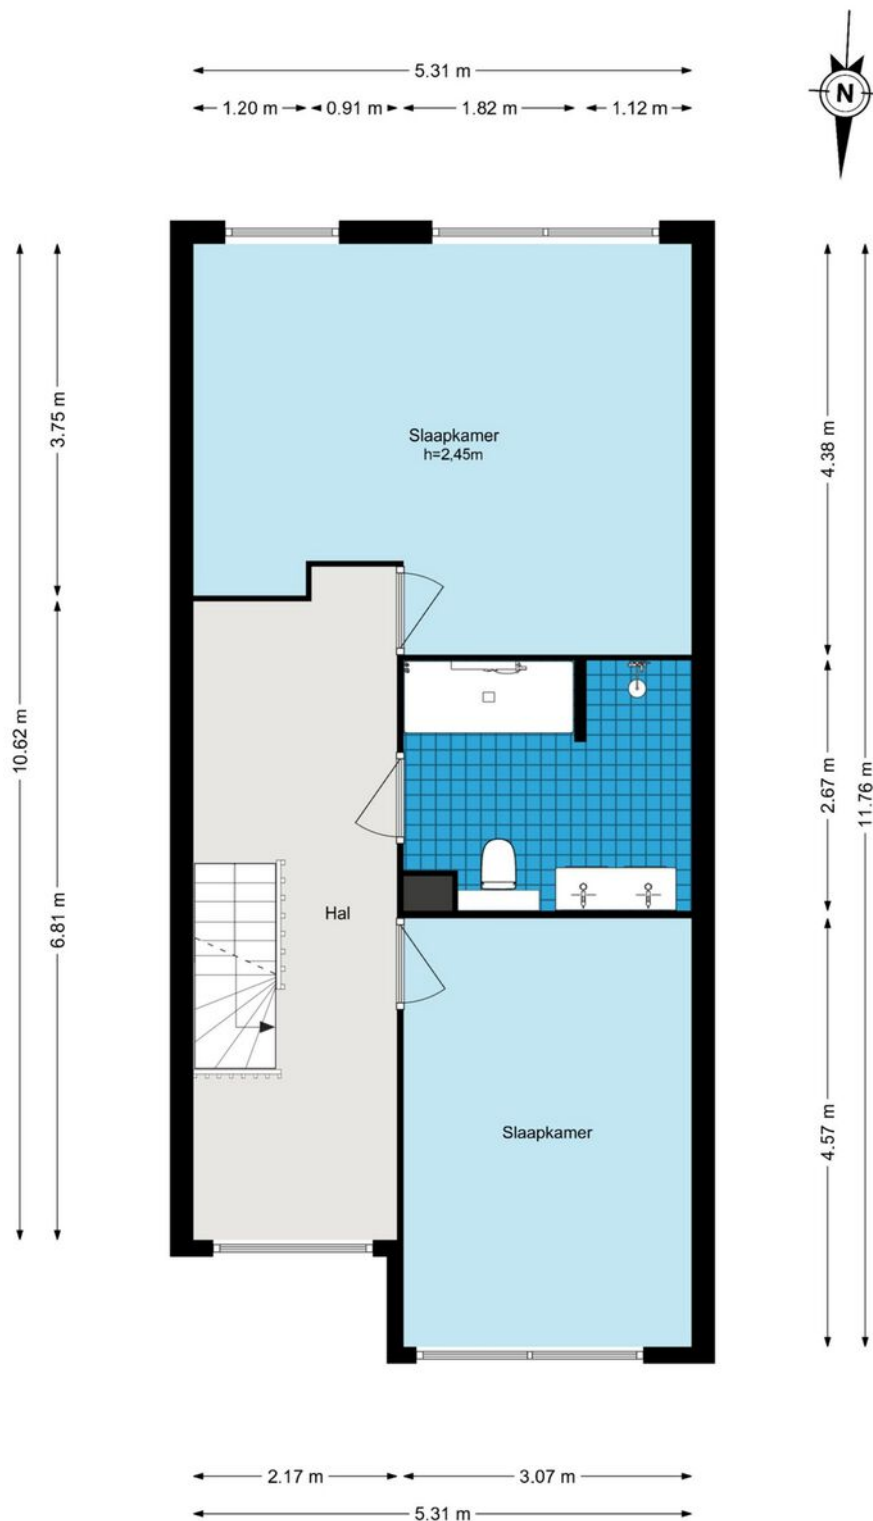 5.31 m
1.20 m
0.91 m
1.82 m
1.12 m
N
3.75 m
10.62 m
6.81 m
Slaapkamer
h=2,45m
Hal
Slaapkamer
4.38 m
2.67 m
11.76 m
4.57 m
2.17 m
3.07 m
5.31 m